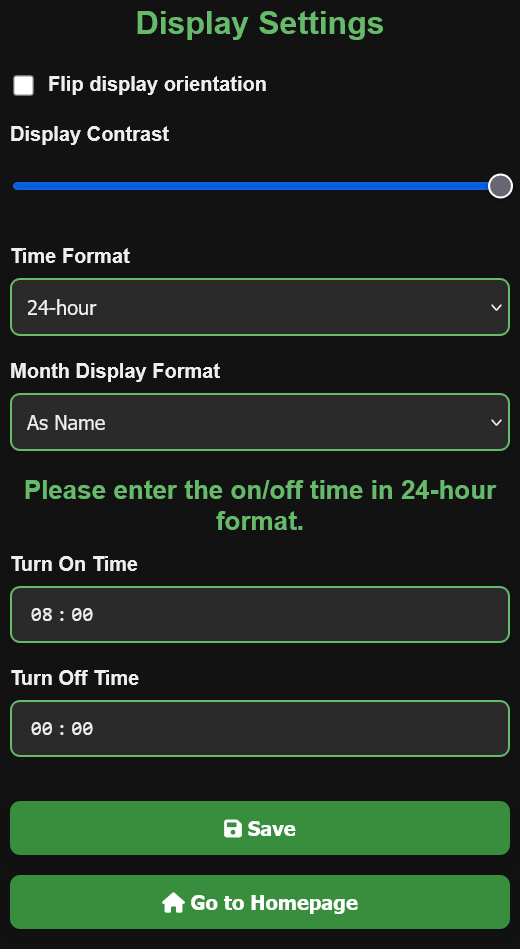 Display Settings
Flip display orientation
Display Contrast
Time Format
24-hour
Month Display Format
As Name
Please enter the on/off time in 24-hour
format.
Turn On Time
08 : 00
Turn Off Time
00 : 00
Save
Go to Homepage